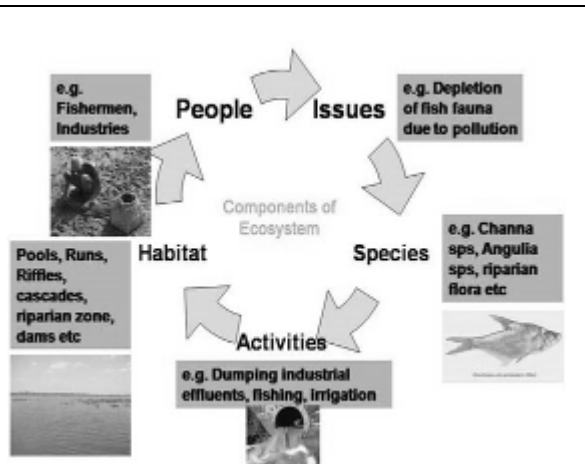 e.g.
Fishermen,
Industries
People
Issues
e.g. Depletion
of fish fauna
due to pollution
Components of
Ecosystem
Habitat
Species
Pools, Runs,
Riffles,
cascades,
riparian zone,
dams etc
e.g. Channa
sps, Angulia
sps, riparian
flora etc
Activities
e.g. Dumping industrial
effluents, fishing, irrigation